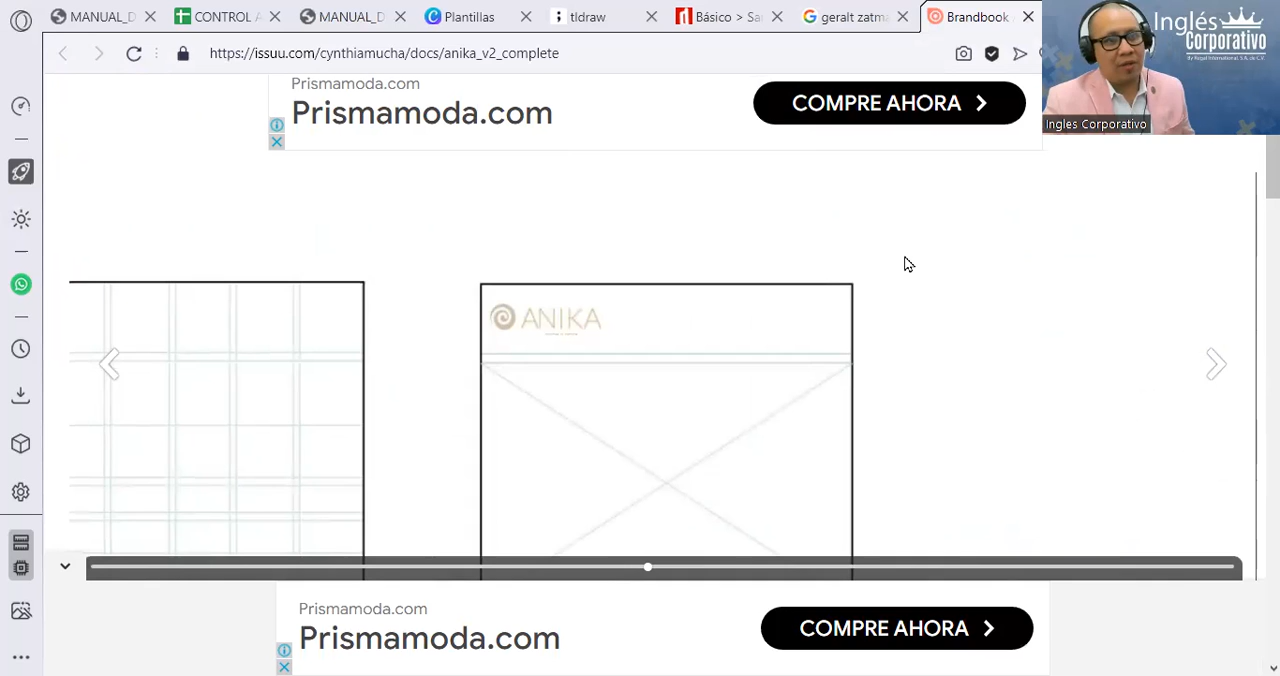 MANUAL_D
CONTROL A
MANUAL_D
Plantillas
tldraw
Básico > Sa
geralt zatma
Brandbook
https://issuu.com/cynthiamucha/docs/anika_v2_complete
Inglés
Corporativo
Ingles Corporativo
Prismamoda.com
Prismamoda.com
COMPRE AHORA
ANIKA
Prismamoda.com
Prismamoda.com
COMPRE AHORA